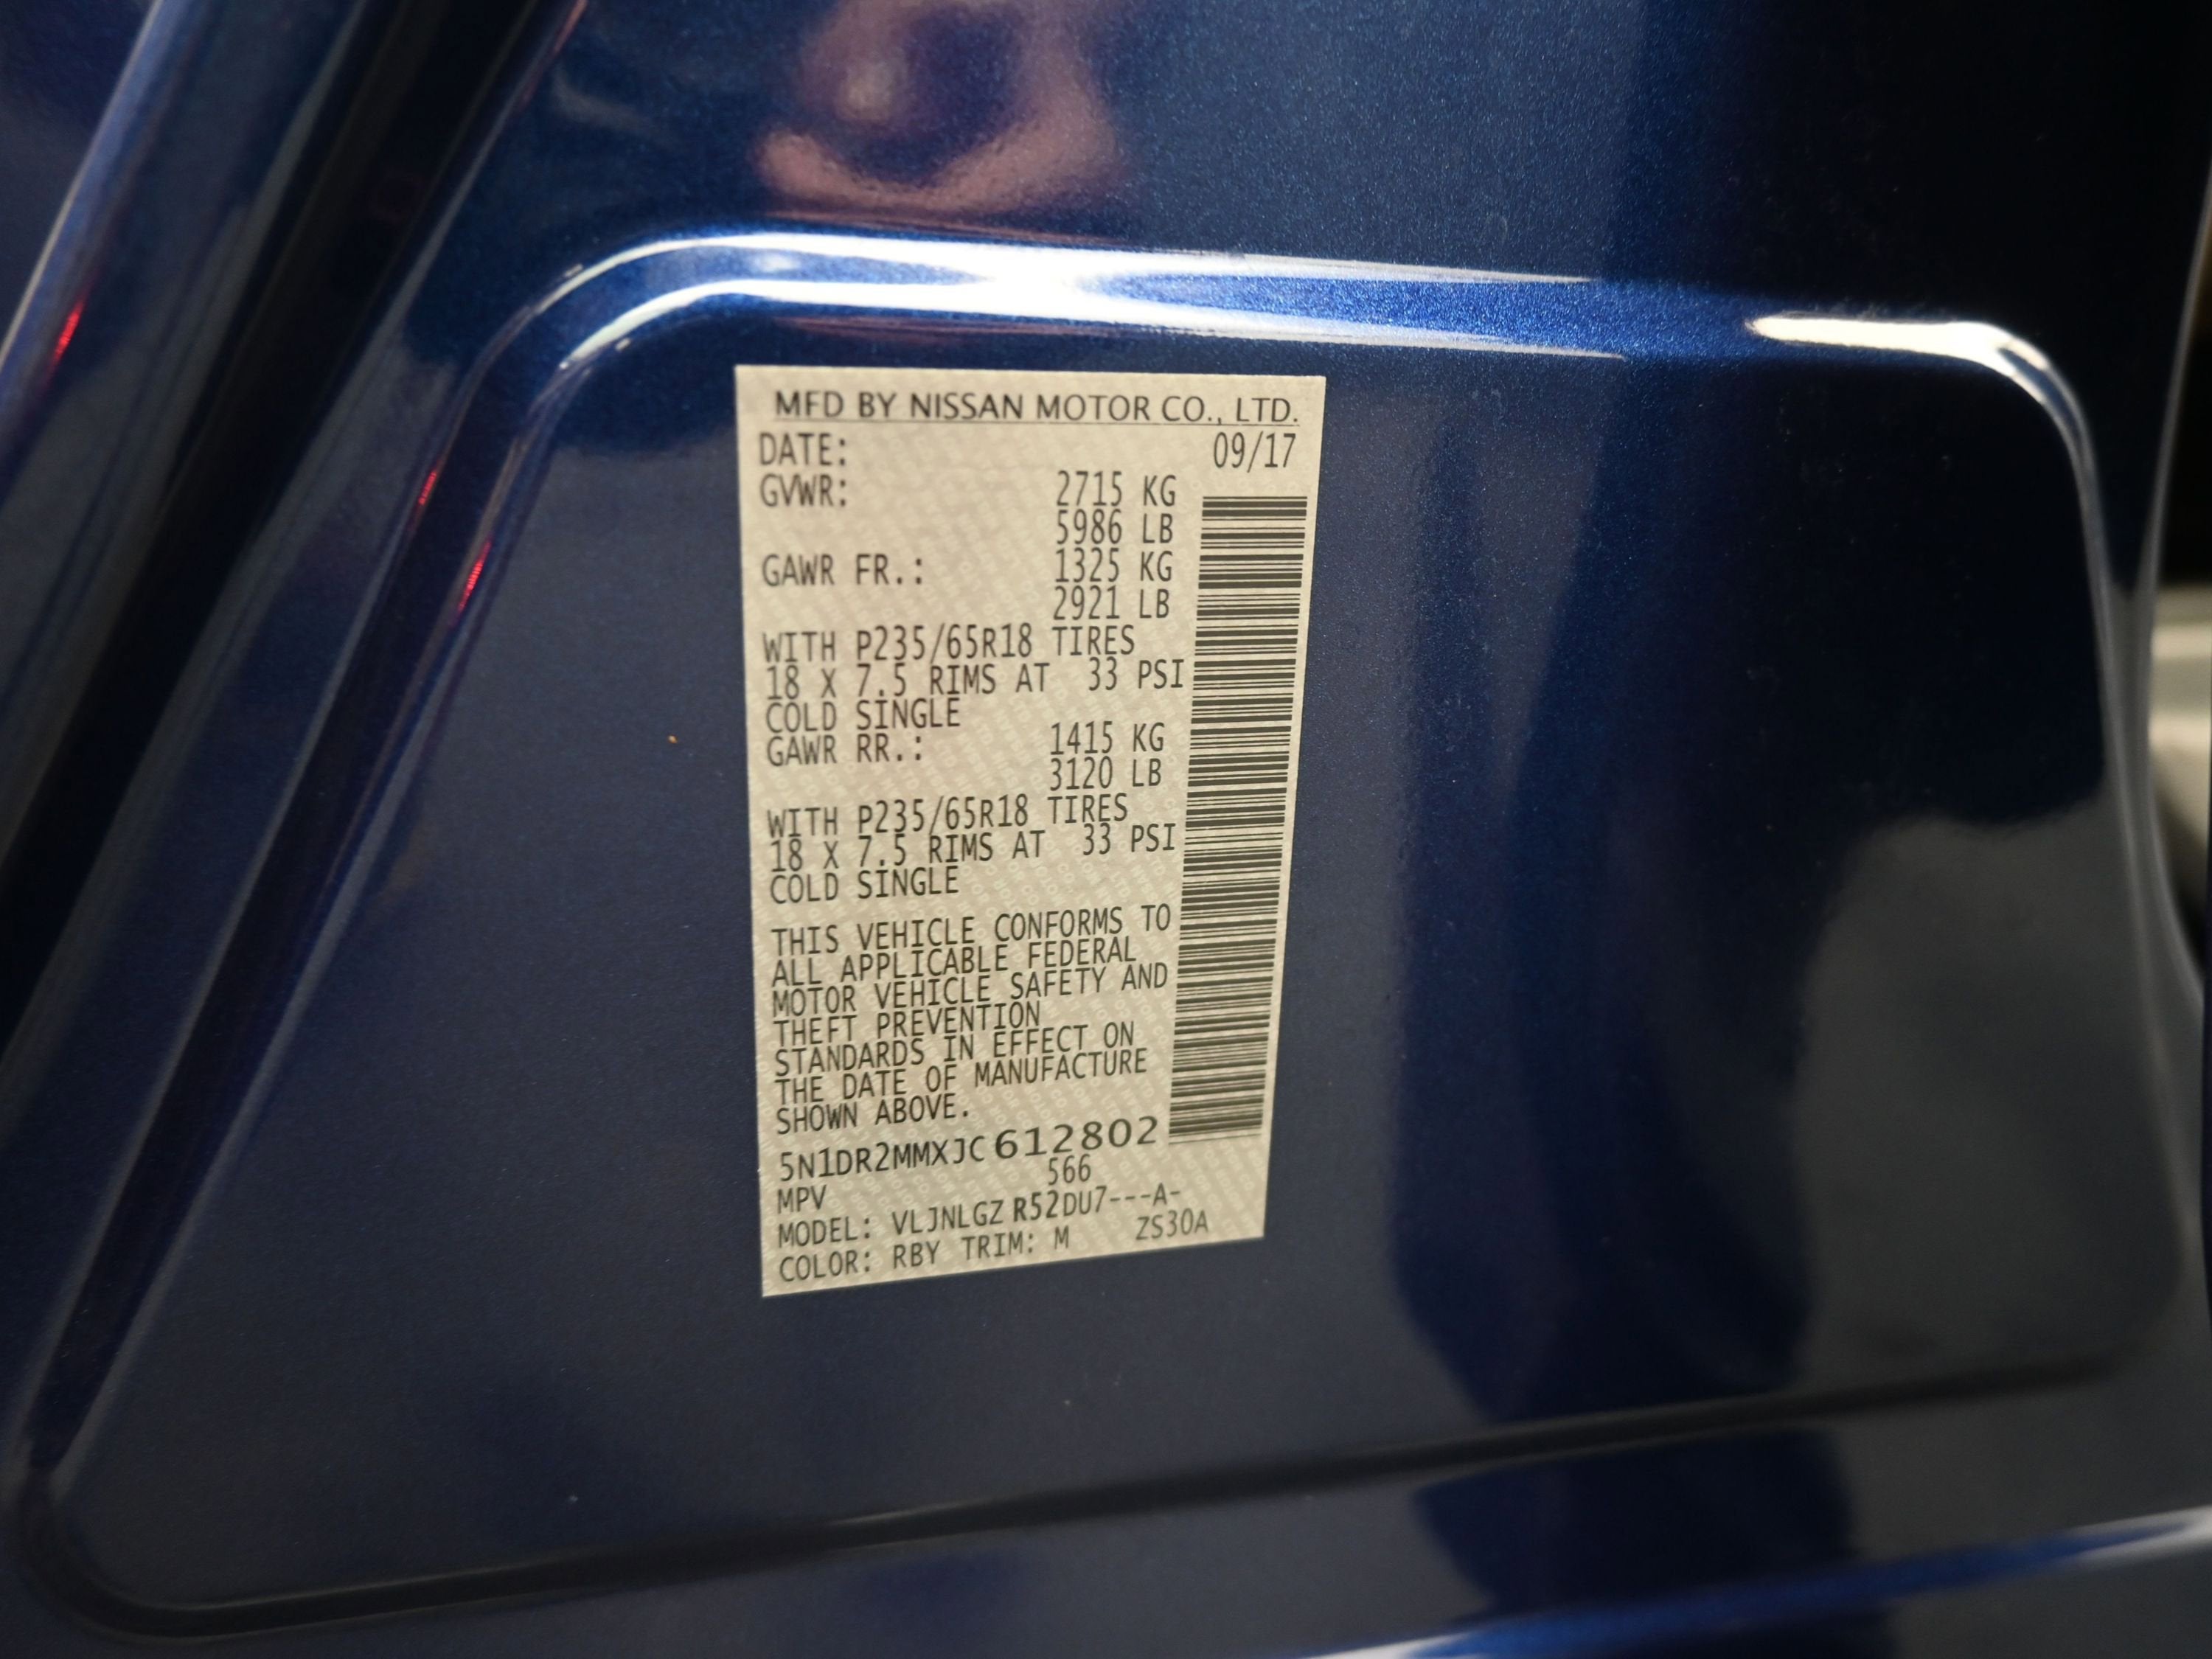 MFD BY NISSAN MOTOR CO., LTD.
DATE: 09/17
GVWR: 2715 KG
5986 LB
GAWR FR.: 1325 KG
2921 LB
WITH P235/65R18 TIRES
18 X 7.5 RIMS AT 33 PSI
COLD SINGLE
GAWR RR.: 1415 KG
3120 LB
WITH P235/65R18 TIRES
18 X 7.5 RIMS AT 33 PSI
COLD SINGLE
THIS VEHICLE CONFORMS TO
ALL APPLICABLE FEDERAL
MOTOR VEHICLE SAFETY AND
THEFT PREVENTION
STANDARDS IN EFFECT ON
THE DATE OF MANUFACTURE
SHOWN ABOVE.
5N1DR2MMXJC612802
566
MPV
MODEL: VLJNLGZ R52DU7---A-
COLOR: RBY TRIM: M ZS30A